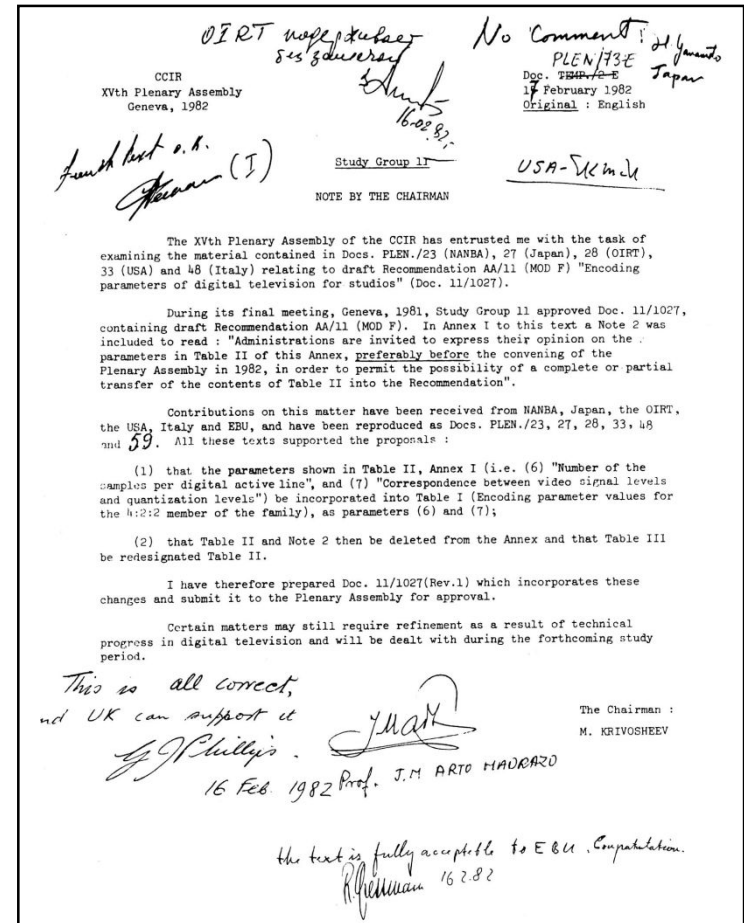 OIRT поддерживает
без
16.02.82.
No Comment!
Japan
PLEN/73-E
Doc. TEMP./2-E
17 February 1982
Original : English
CCIR
XVth Plenary Assembly
Geneva, 1982
French text o.K.
(I)
Study Group 11
USA-
NOTE BY THE CHAIRMAN
The XVth Plenary Assembly of the CCIR has entrusted me with the task of
examining the material contained in Docs. PLEN./23 (NANBA), 27 (Japan), 28 (OIRT),
33 (USA) and 48 (Italy) relating to draft Recommendation AA/11 (MOD F) "Encoding
parameters of digital television for studios" (Doc. 11/1027).
During its final meeting, Geneva, 1981, Study Group 11 approved Doc. 11/1027,
containing draft Recommendation AA/11 (MOD F). In Annex I to this text a Note 2 was
included to read : "Administrations are invited to express their opinion on the
parameters in Table II of this Annex, preferably before the convening of the
Plenary Assembly in 1982, in order to permit the possibility of a complete or partial
transfer of the contents of Table II into the Recommendation".
Contributions on this matter have been received from NANBA, Japan, the OIRT,
the USA, Italy and EBU, and have been reproduced as Docs. PLEN./23, 27, 28, 33, 48
and 59. All these texts supported the proposals :
(1) that the parameters shown in Table II, Annex I (i.e. (6) "Number of the
samples per digital active line", and (7) "Correspondence between video signal levels
and quantization levels") be incorporated into Table I (Encoding parameter values for
the 4:2:2 member of the family), as parameters (6) and (7);
(2) that Table II and Note 2 then be deleted from the Annex and that Table III
be redesignated Table II.
I have therefore prepared Doc. 11/1027(Rev.1) which incorporates these
changes and submit it to the Plenary Assembly for approval.
Certain matters may still require refinement as a result of technical
progress in digital television and will be dealt with during the forthcoming study
period.
This is all correct,
nd UK can support it
G J Phillips.
16 Feb. 1982
Prof. J.M ARTO MADRAZO
The Chairman :
M. KRIVOSHEEV
the text is fully acceptable to EBU. Congratulation.
16 2.82